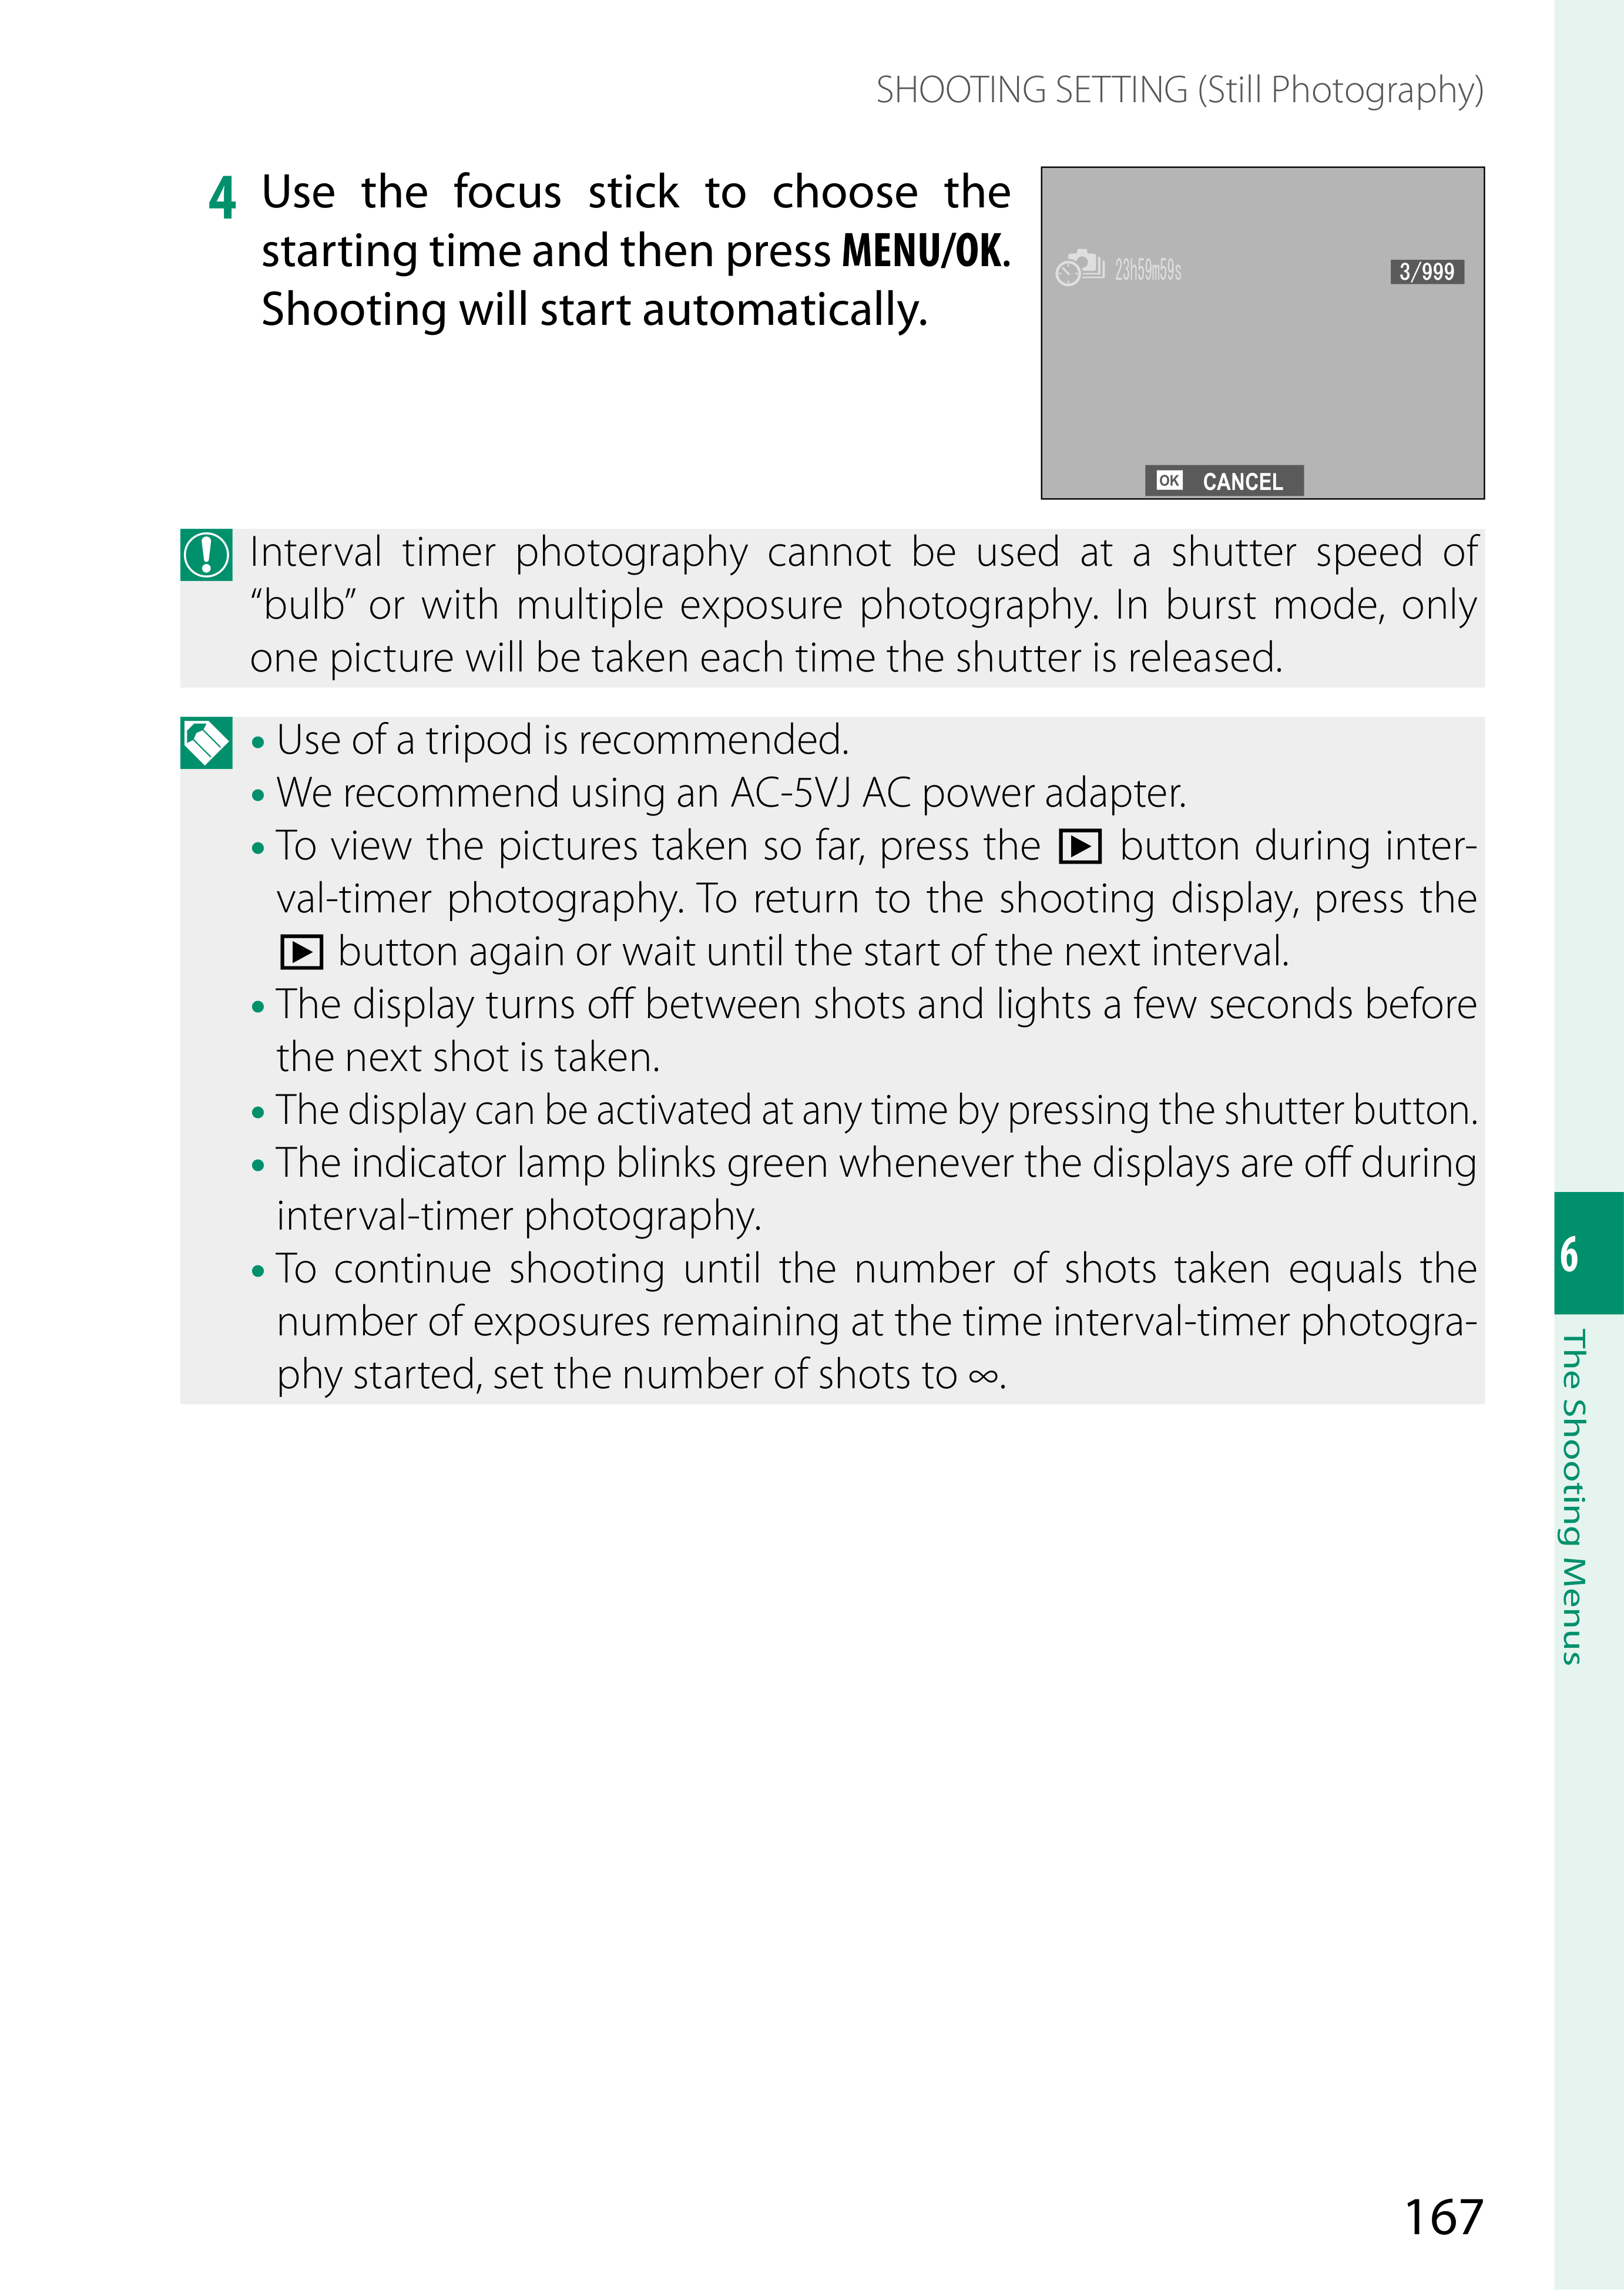 SHOOTING SETTING (Still Photography)
4 Use the focus stick to choose the
starting time and then press MENU/OK.
Shooting will start automatically.
23h59m59s
3/999
OK CANCEL
Interval timer photography cannot be used at a shutter speed of
“bulb” or with multiple exposure photography. In burst mode, only
one picture will be taken each time the shutter is released.
• Use of a tripod is recommended.
• We recommend using an AC-5VJ AC power adapter.
• To view the pictures taken so far, press the ▶ button during inter-
val-timer photography. To return to the shooting display, press the
▶ button again or wait until the start of the next interval.
• The display turns off between shots and lights a few seconds before
the next shot is taken.
• The display can be activated at any time by pressing the shutter button.
• The indicator lamp blinks green whenever the displays are off during
interval-timer photography.
• To continue shooting until the number of shots taken equals the
number of exposures remaining at the time interval-timer photogra-
phy started, set the number of shots to ∞.
6
The Shooting Menus
167